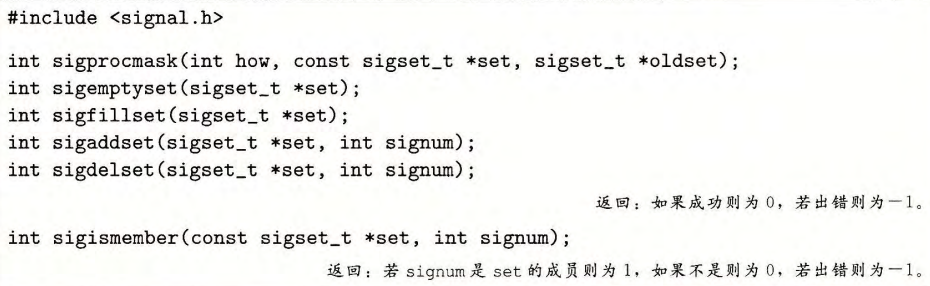 #include <signal.h>
int sigprocmask(int how, const sigset_t *set, sigset_t *oldset);
int sigemptyset(sigset_t *set);
int sigfillset(sigset_t *set);
int sigaddset(sigset_t *set, int signum);
int sigdelset(sigset_t *set, int signum);
返回：如果成功则为 0，若出错则为－1。
int sigismember(const sigset_t *set, int signum);
返回：若 signum 是 set 的成员则为 1，如果不是则为 0，若出错则为－1。